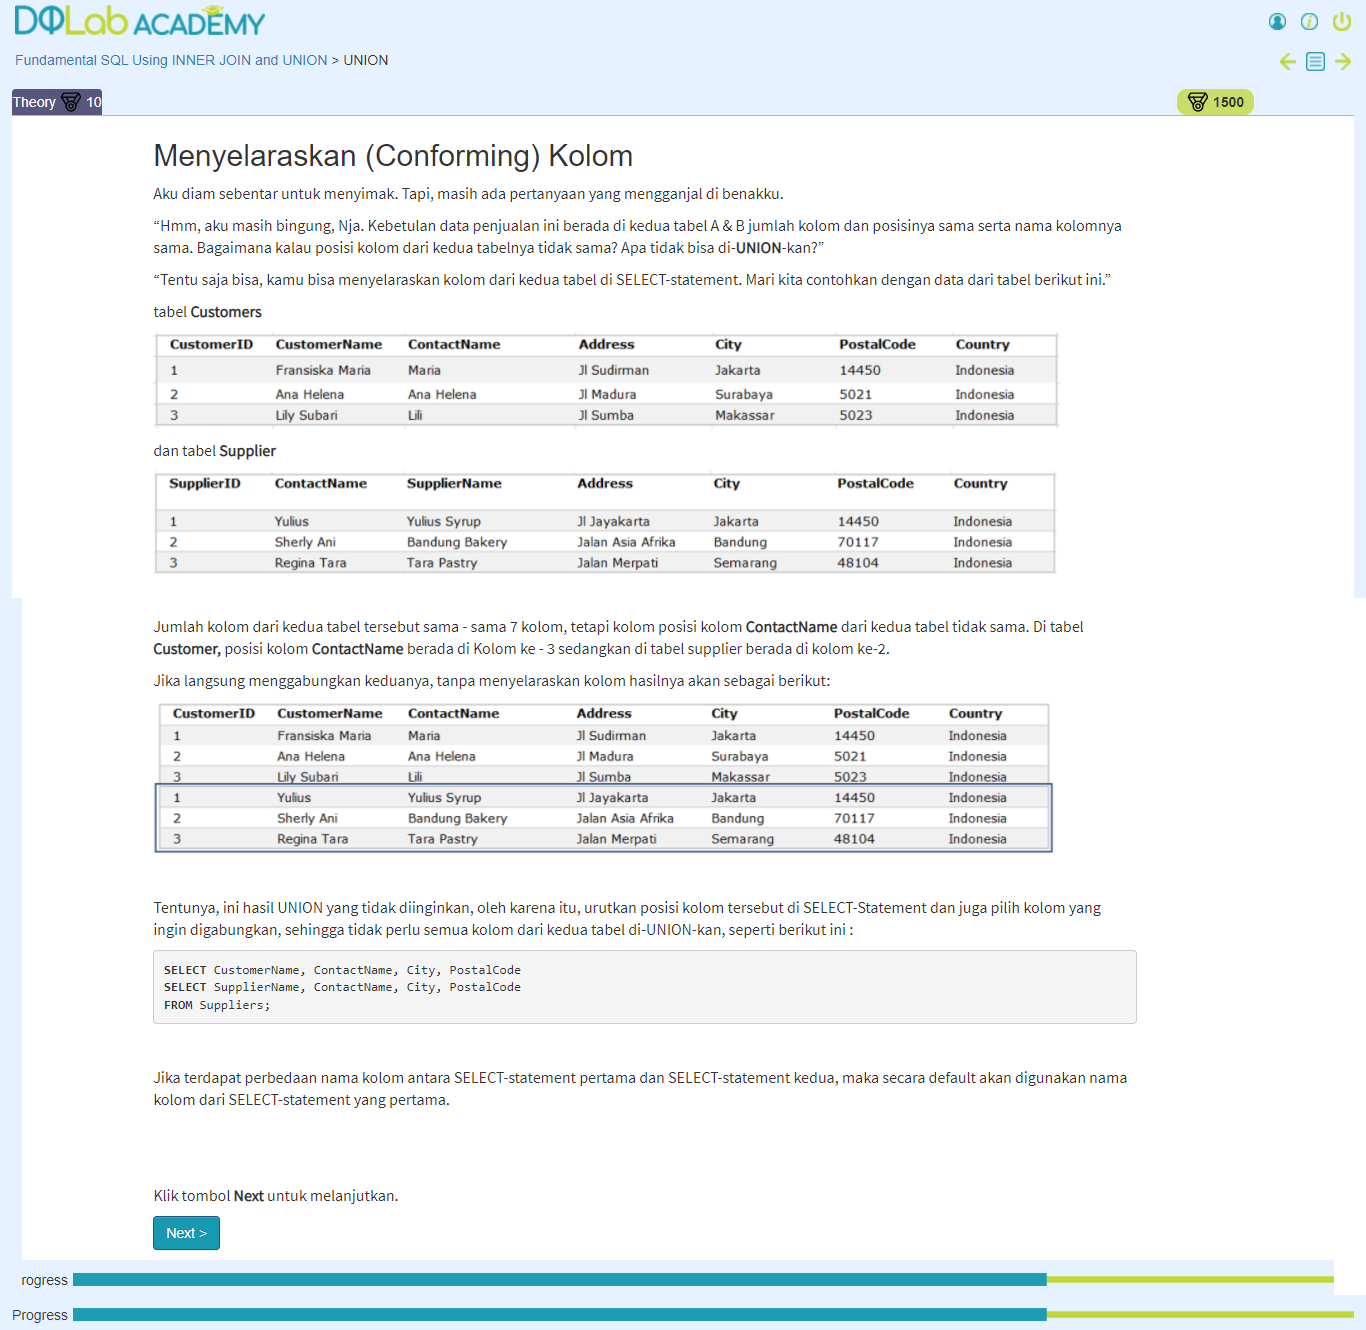 DQLab ACADEMY
Fundamental SQL Using INNER JOIN and UNION > UNION
Theory 10
1500
Menyelaraskan (Conforming) Kolom
Aku diam sebentar untuk menyimak. Tapi, masih ada pertanyaan yang mengganjal di benakku.
“Hmm, aku masih bingung, Nja. Kebetulan data penjualan ini berada di kedua tabel A & B jumlah kolom dan posisinya sama serta nama kolomnya
sama. Bagaimana kalau posisi kolom dari kedua tabelnya tidak sama? Apa tidak bisa di-UNION-kan?”
“Tentu saja bisa, kamu bisa menyelaraskan kolom dari kedua tabel di SELECT-statement. Mari kita contohkan dengan data dari tabel berikut ini.”
tabel Customers
CustomerID CustomerName ContactName Address City PostalCode Country
1 Fransiska Maria Maria Jl Sudirman Jakarta 14450 Indonesia
2 Ana Helena Ana Helena Jl Madura Surabaya 5021 Indonesia
3 Lily Subari Lili Jl Sumba Makassar 5023 Indonesia
dan tabel Supplier
SupplierID ContactName SupplierName Address City PostalCode Country
1 Yulius Yulius Syrup Jl Jayakarta Jakarta 14450 Indonesia
2 Sherly Ani Bandung Bakery Jalan Asia Afrika Bandung 70117 Indonesia
3 Regina Tara Tara Pastry Jalan Merpati Semarang 48104 Indonesia
Jumlah kolom dari kedua tabel tersebut sama - sama 7 kolom, tetapi kolom posisi kolom ContactName dari kedua tabel tidak sama. Di tabel
Customer, posisi kolom ContactName berada di Kolom ke - 3 sedangkan di tabel supplier berada di kolom ke-2.
Jika langsung menggabungkan keduanya, tanpa menyelaraskan kolom hasilnya akan sebagai berikut:
CustomerID CustomerName ContactName Address City PostalCode Country
1 Fransiska Maria Maria Jl Sudirman Jakarta 14450 Indonesia
2 Ana Helena Ana Helena Jl Madura Surabaya 5021 Indonesia
3 Lily Subari Lili Jl Sumba Makassar 5023 Indonesia
1 Yulius Yulius Syrup Jl Jayakarta Jakarta 14450 Indonesia
2 Sherly Ani Bandung Bakery Jalan Asia Afrika Bandung 70117 Indonesia
3 Regina Tara Tara Pastry Jalan Merpati Semarang 48104 Indonesia
Tentunya, ini hasil UNION yang tidak diinginkan, oleh karena itu, urutkan posisi kolom tersebut di SELECT-Statement dan juga pilih kolom yang
ingin digabungkan, sehingga tidak perlu semua kolom dari kedua tabel di-UNION-kan, seperti berikut ini :
SELECT CustomerName, ContactName, City, PostalCode
SELECT SupplierName, ContactName, City, PostalCode
FROM Suppliers;
Jika terdapat perbedaan nama kolom antara SELECT-statement pertama dan SELECT-statement kedua, maka secara default akan digunakan nama
kolom dari SELECT-statement yang pertama.
Klik tombol Next untuk melanjutkan.
Next >
rogress
Progress